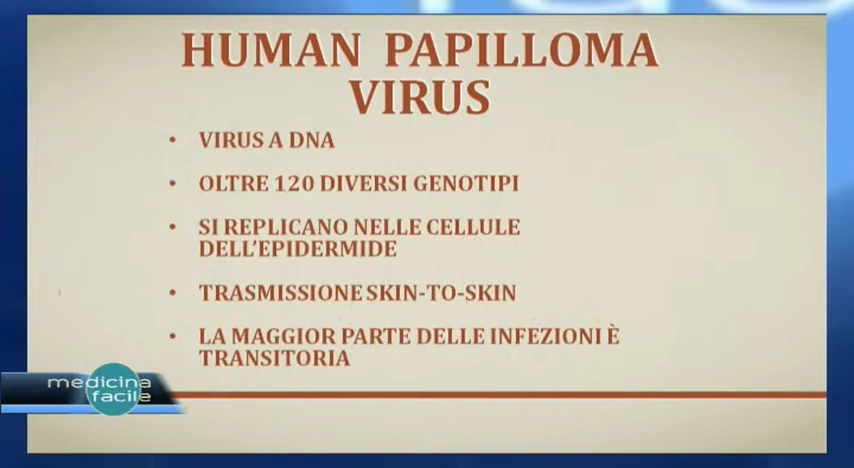 HUMAN PAPILLOMA
VIRUS
• VIRUS A DNA
• OLTRE 120 DIVERSI GENOTIPI
• SI REPLICANO NELLE CELLULE
DELL'EPIDERMIDE
• TRASMISSIONE SKIN-TO-SKIN
• LA MAGGIOR PARTE DELLE INFEZIONI È
TRANSITORIA
medicina
facile